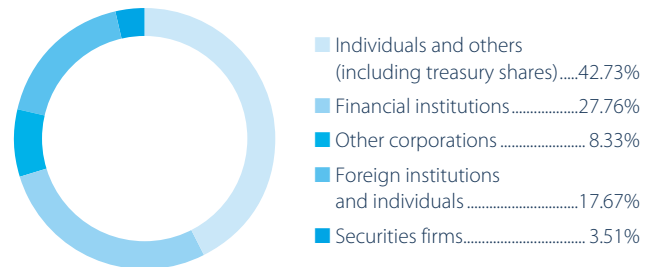 Individuals and others
(including treasury shares).....42.73%
Financial institutions..............27.76%
Other corporations ...................... 8.33%
Foreign institutions
and individuals.............................17.67%
Securities firms................................ 3.51%